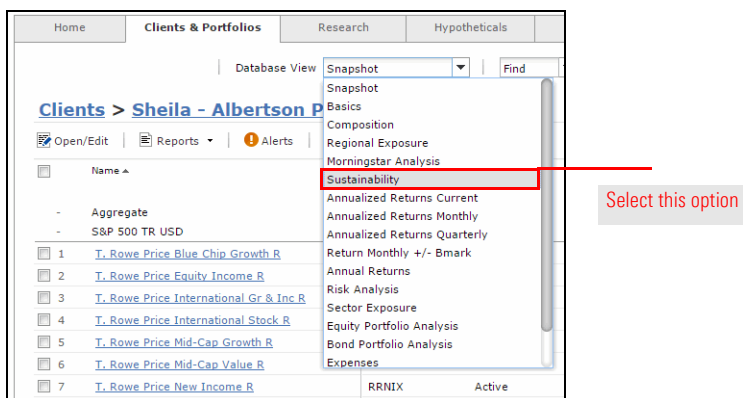 Home Clients & Portfolios Research Hypotheticals
Database View Snapshot Find
Snapshot
Basics
Composition
Regional Exposure
Morningstar Analysis
Sustainability
Annualized Returns Current
Annualized Returns Monthly
Annualized Returns Quarterly
Return Monthly +/- Bmark
Annual Returns
Risk Analysis
Sector Exposure
Equity Portfolio Analysis
Bond Portfolio Analysis
Expenses
Select this option
Clients > Sheila - Albertson P
Open/Edit Reports Alerts
Name
- Aggregate
- S&P 500 TR USD
1 T. Rowe Price Blue Chip Growth R
2 T. Rowe Price Equity Income R
3 T. Rowe Price International Gr & Inc R
4 T. Rowe Price International Stock R
5 T. Rowe Price Mid-Cap Growth R
6 T. Rowe Price Mid-Cap Value R
7 T. Rowe Price New Income R RRNIX Active